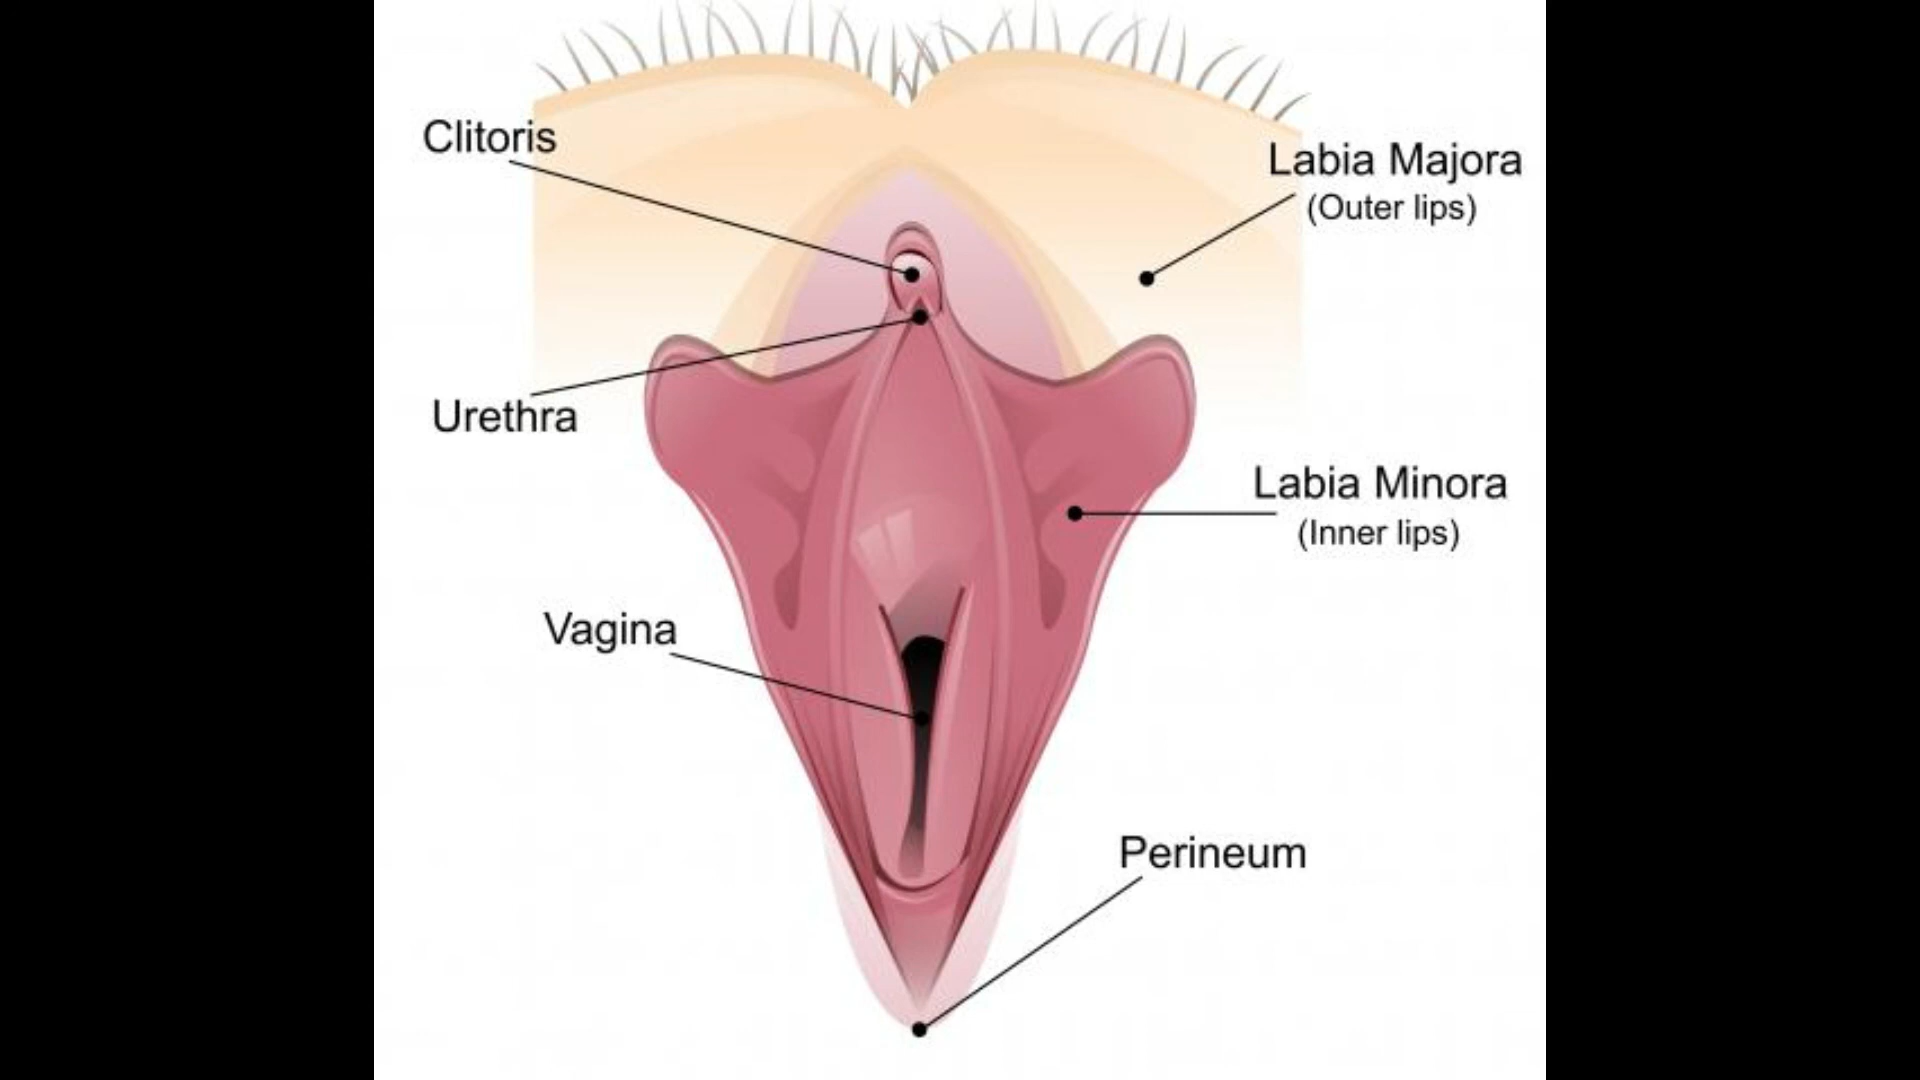 Clitoris
Labia Majora
(Outer lips)
Urethra
Labia Minora
(Inner lips)
Vagina
Perineum